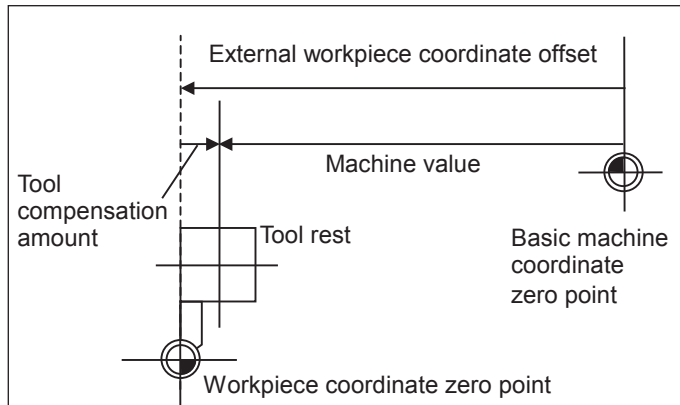 External workpiece coordinate offset
Machine value
Tool
compensation
amount
Tool rest
Basic machine
coordinate
zero point
Workpiece coordinate zero point